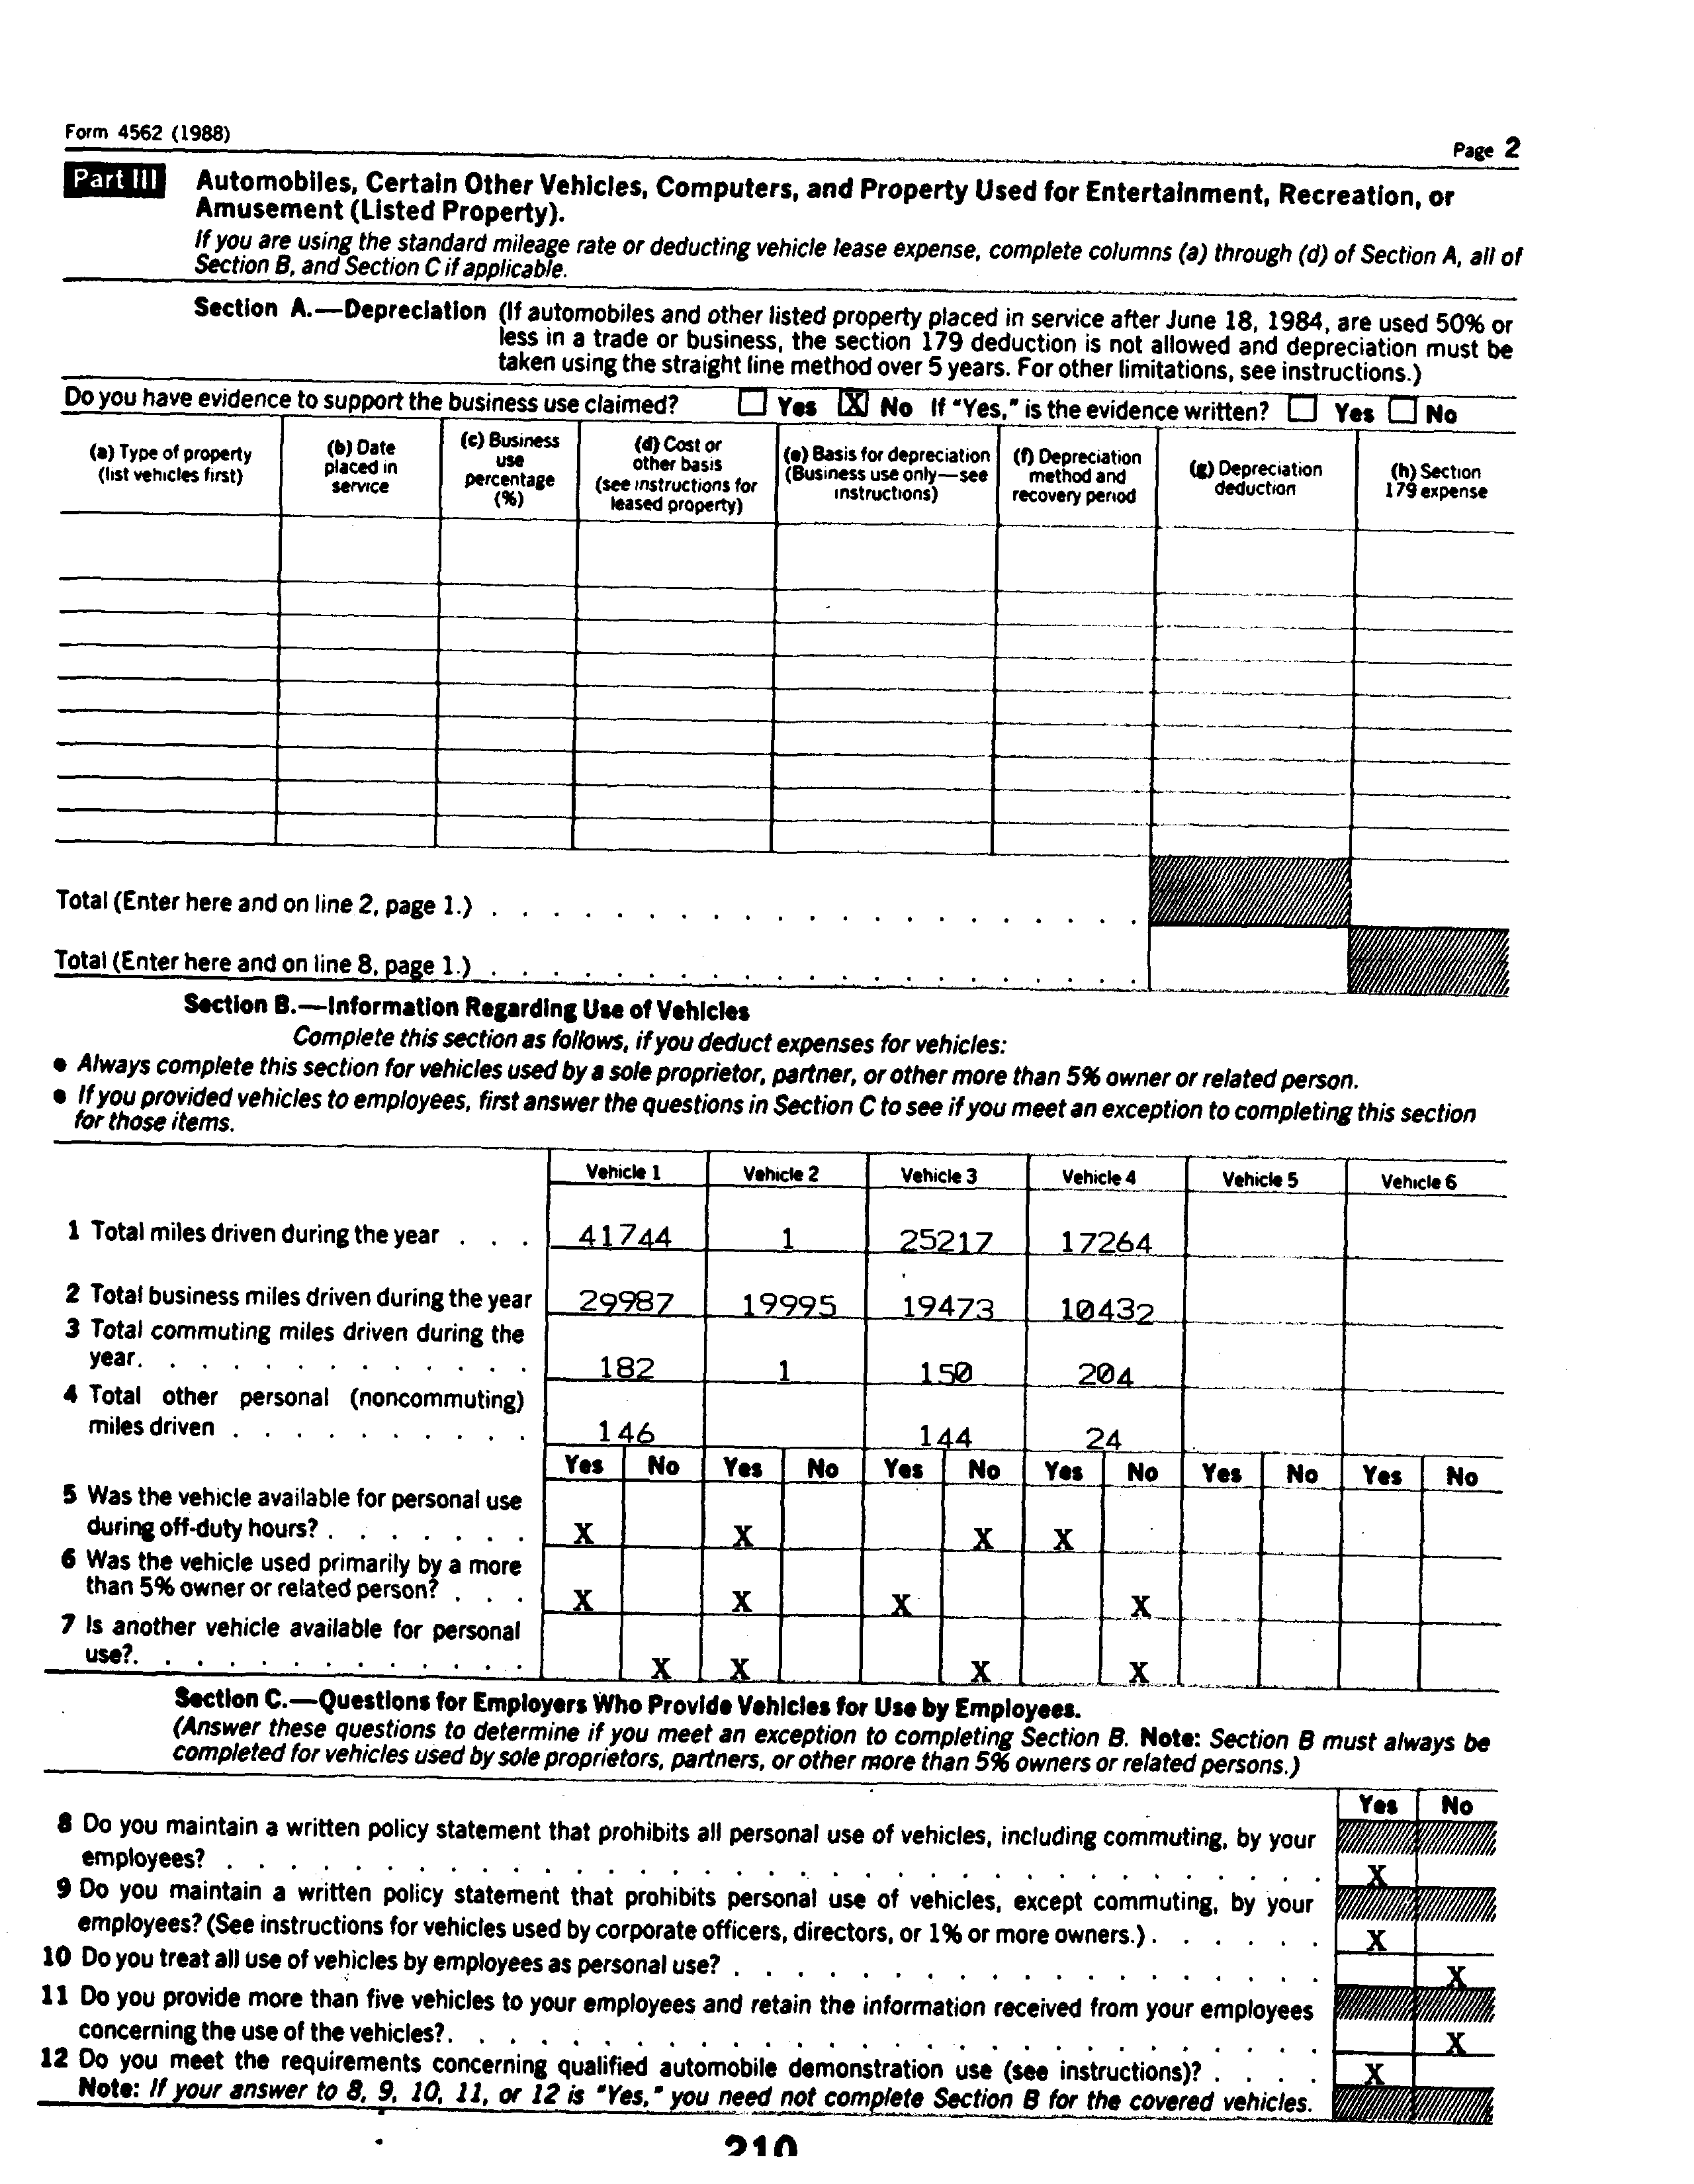 Form 4562 (1988)
Page 2
Part III Automobiles, Certain Other Vehicles, Computers, and Property Used for Entertainment, Recreation, or
Amusement (Listed Property).
If you are using the standard mileage rate or deducting vehicle lease expense, complete columns (a) through (d) of Section A, all of
Section B, and Section C if applicable.
Section A.—Depreciation (If automobiles and other listed property placed in service after June 18, 1984, are used 50% or
less in a trade or business, the section 179 deduction is not allowed and depreciation must be
taken using the straight line method over 5 years. For other limitations, see instructions.)
Do you have evidence to support the business use claimed? Yes X No If "Yes," is the evidence written? Yes No
(a) Type of property
(list vehicles first)
(b) Date
placed in
service
(c) Business
use
percentage
(%)
(d) Cost or
other basis
(see instructions for
leased property)
(e) Basis for depreciation
(Business use only—see
instructions)
(f) Depreciation
method and
recovery period
(g) Depreciation
deduction
(h) Section
179 expense
Total (Enter here and on line 2, page 1.) . . . . . . . . . . . . . . . . . . . . .
Total (Enter here and on line 8, page 1.) . . . . . . . . . . . . . . . . . . . . .
Section B.—Information Regarding Use of Vehicles
Complete this section as follows, if you deduct expenses for vehicles:
● Always complete this section for vehicles used by a sole proprietor, partner, or other more than 5% owner or related person.
● If you provided vehicles to employees, first answer the questions in Section C to see if you meet an exception to completing this section
for those items.
Vehicle 1 Vehicle 2 Vehicle 3 Vehicle 4 Vehicle 5 Vehicle 6
1 Total miles driven during the year . . . 41744 1 25217 17264
2 Total business miles driven during the year 29987 19995 19473 10432
3 Total commuting miles driven during the
year. . . . . . . . . . . . . 182 1 150 204
4 Total other personal (noncommuting)
miles driven . . . . . . . . . . 146 144 24
Yes No Yes No Yes No Yes No Yes No Yes No
5 Was the vehicle available for personal use
during off-duty hours? . . . . . . . X X X X
6 Was the vehicle used primarily by a more
than 5% owner or related person? . . . X X X X
7 Is another vehicle available for personal
use?. . . . . . . . . . . . . X X X X
Section C.—Questions for Employers Who Provide Vehicles for Use by Employees.
(Answer these questions to determine if you meet an exception to completing Section B. Note: Section B must always be
completed for vehicles used by sole proprietors, partners, or other more than 5% owners or related persons.)
Yes No
8 Do you maintain a written policy statement that prohibits all personal use of vehicles, including commuting, by your
employees? . . . . . . . . . . . . . . . . . . . . . . . . . . . . . . . . . . . X
9 Do you maintain a written policy statement that prohibits personal use of vehicles, except commuting, by your
employees? (See instructions for vehicles used by corporate officers, directors, or 1% or more owners.) . . . . . . X
10 Do you treat all use of vehicles by employees as personal use? . . . . . . . . . . . . . . . . . . . X
11 Do you provide more than five vehicles to your employees and retain the information received from your employees
concerning the use of the vehicles?. . . . . . . . . . . . . . . . . . . . . . . . . . . . X
12 Do you meet the requirements concerning qualified automobile demonstration use (see instructions)? . . . . X
Note: If your answer to 8, 9, 10, 11, or 12 is "Yes," you need not complete Section B for the covered vehicles.
210